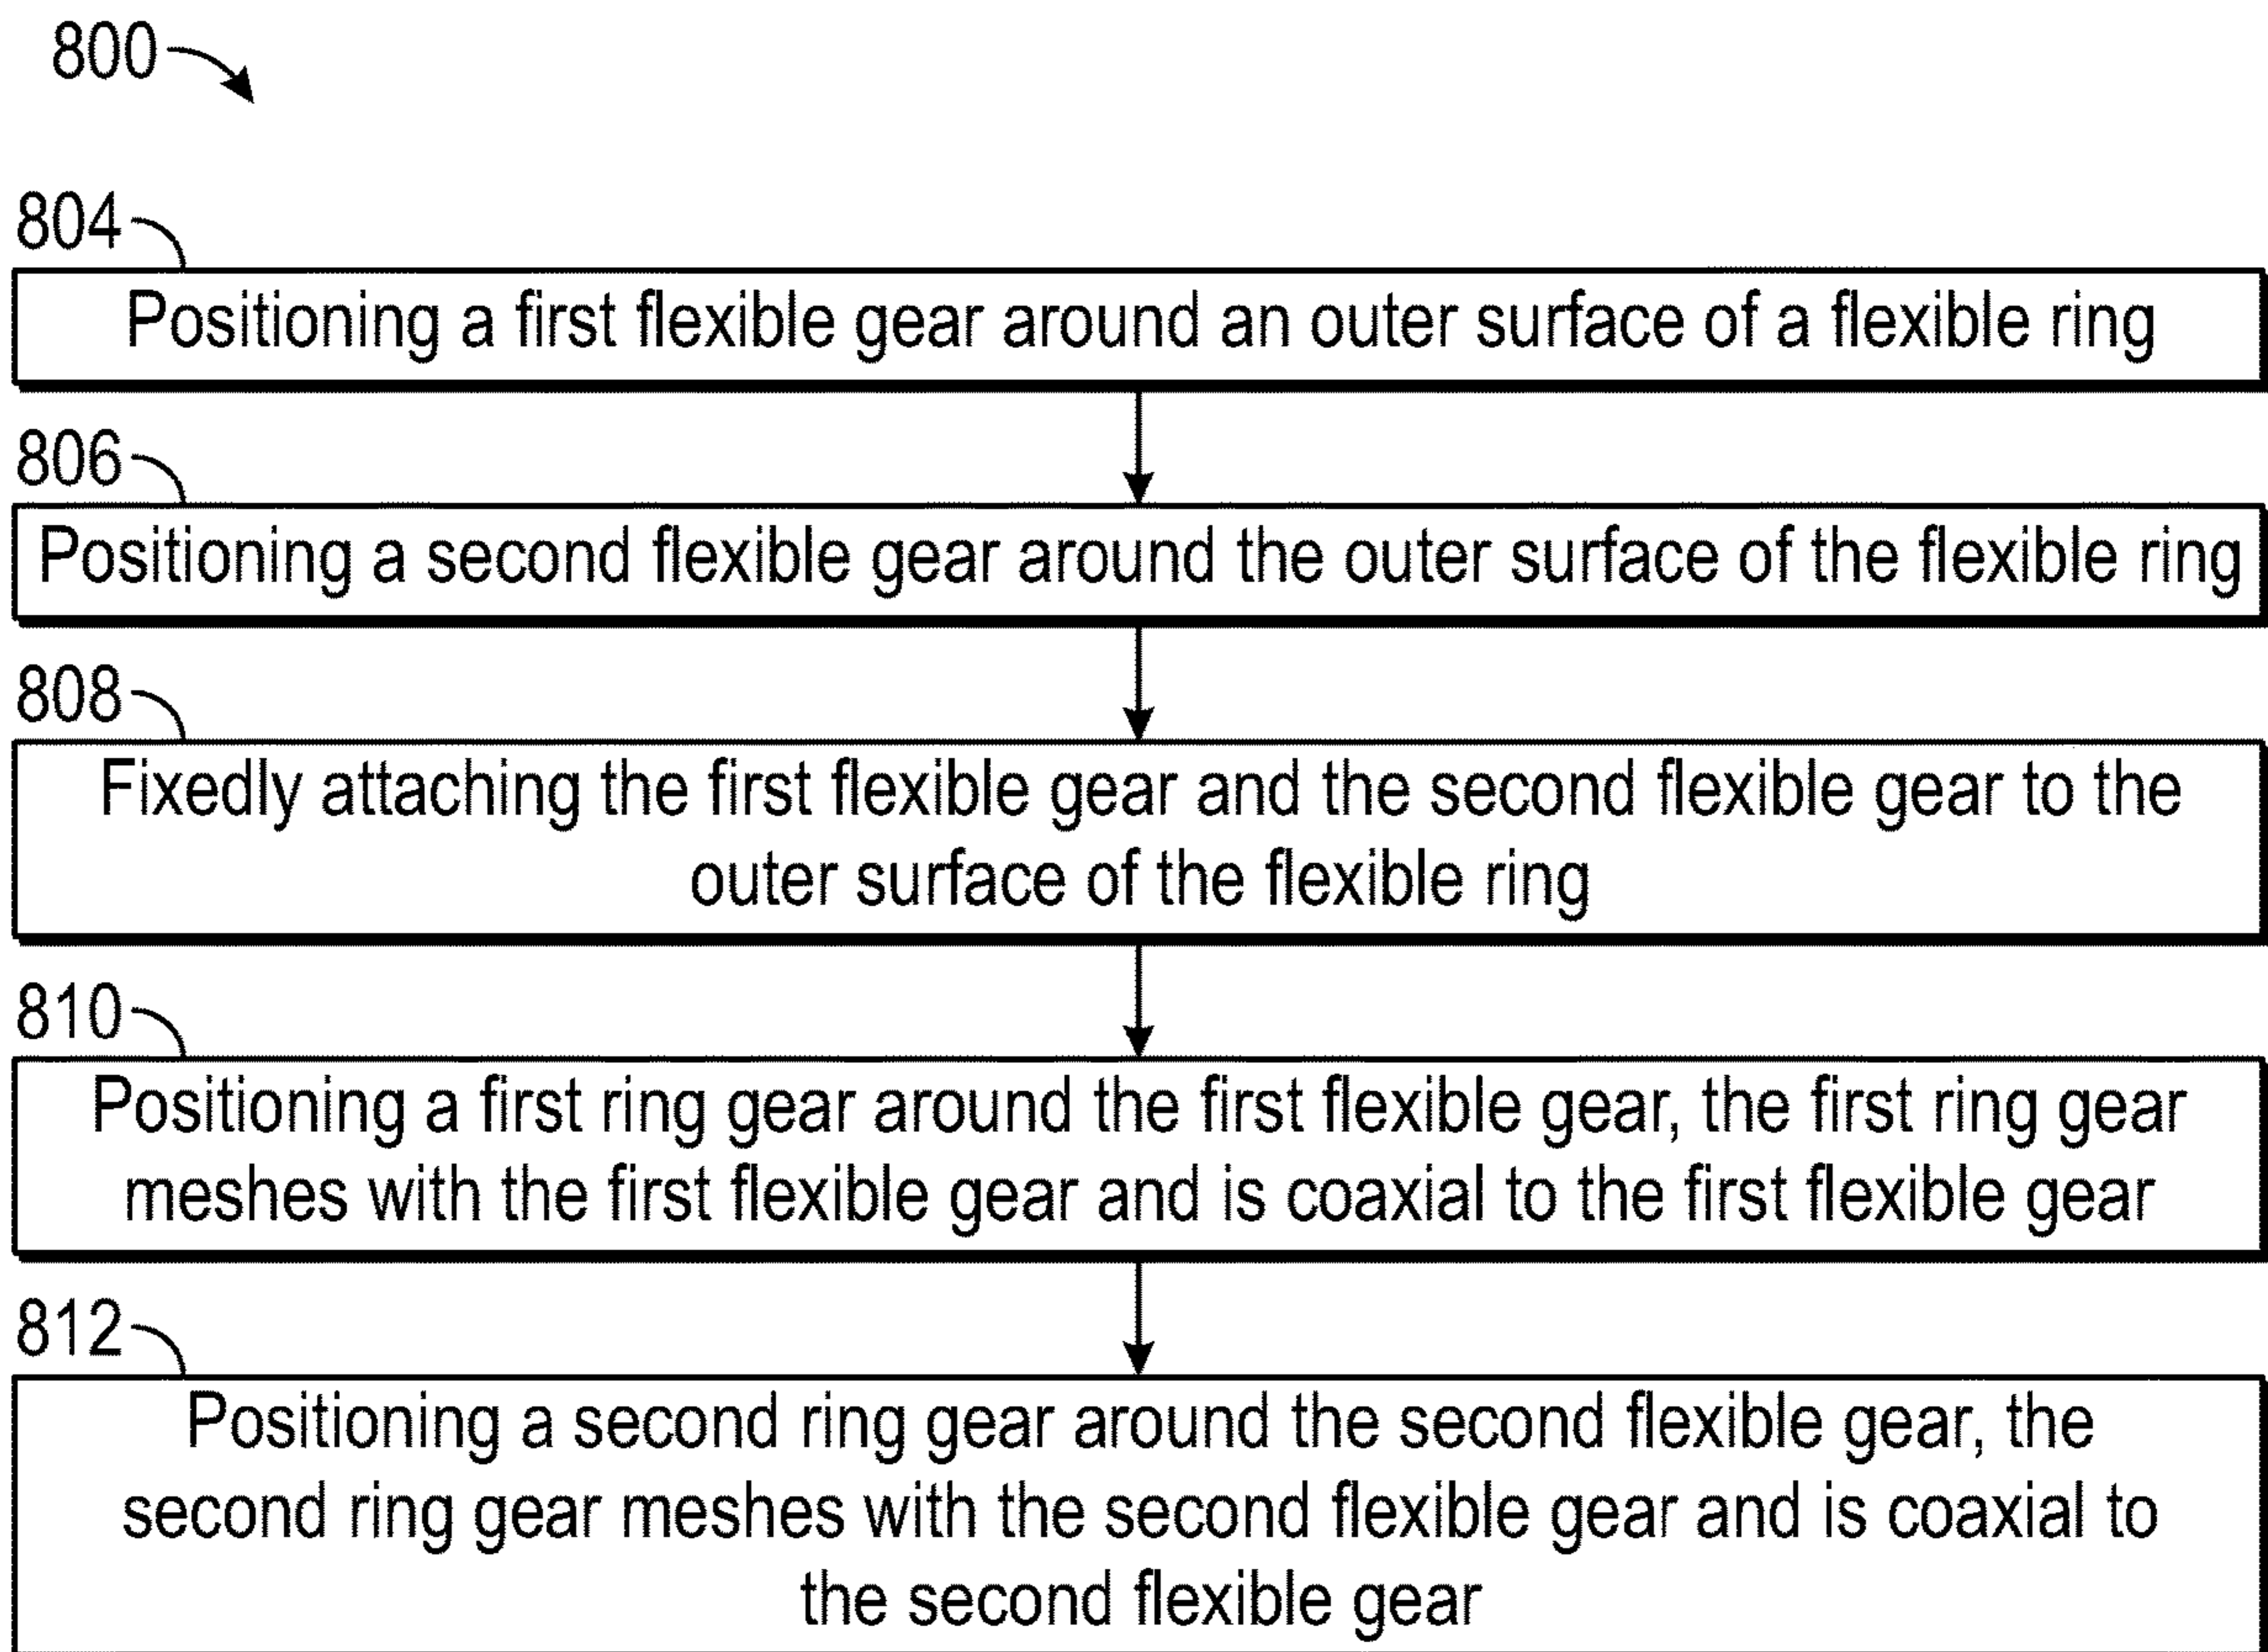 800
804
Positioning a first flexible gear around an outer surface of a flexible ring
806
Positioning a second flexible gear around the outer surface of the flexible ring
808
Fixedly attaching the first flexible gear and the second flexible gear to the
outer surface of the flexible ring
810
Positioning a first ring gear around the first flexible gear, the first ring gear
meshes with the first flexible gear and is coaxial to the first flexible gear
812
Positioning a second ring gear around the second flexible gear, the
second ring gear meshes with the second flexible gear and is coaxial to
the second flexible gear